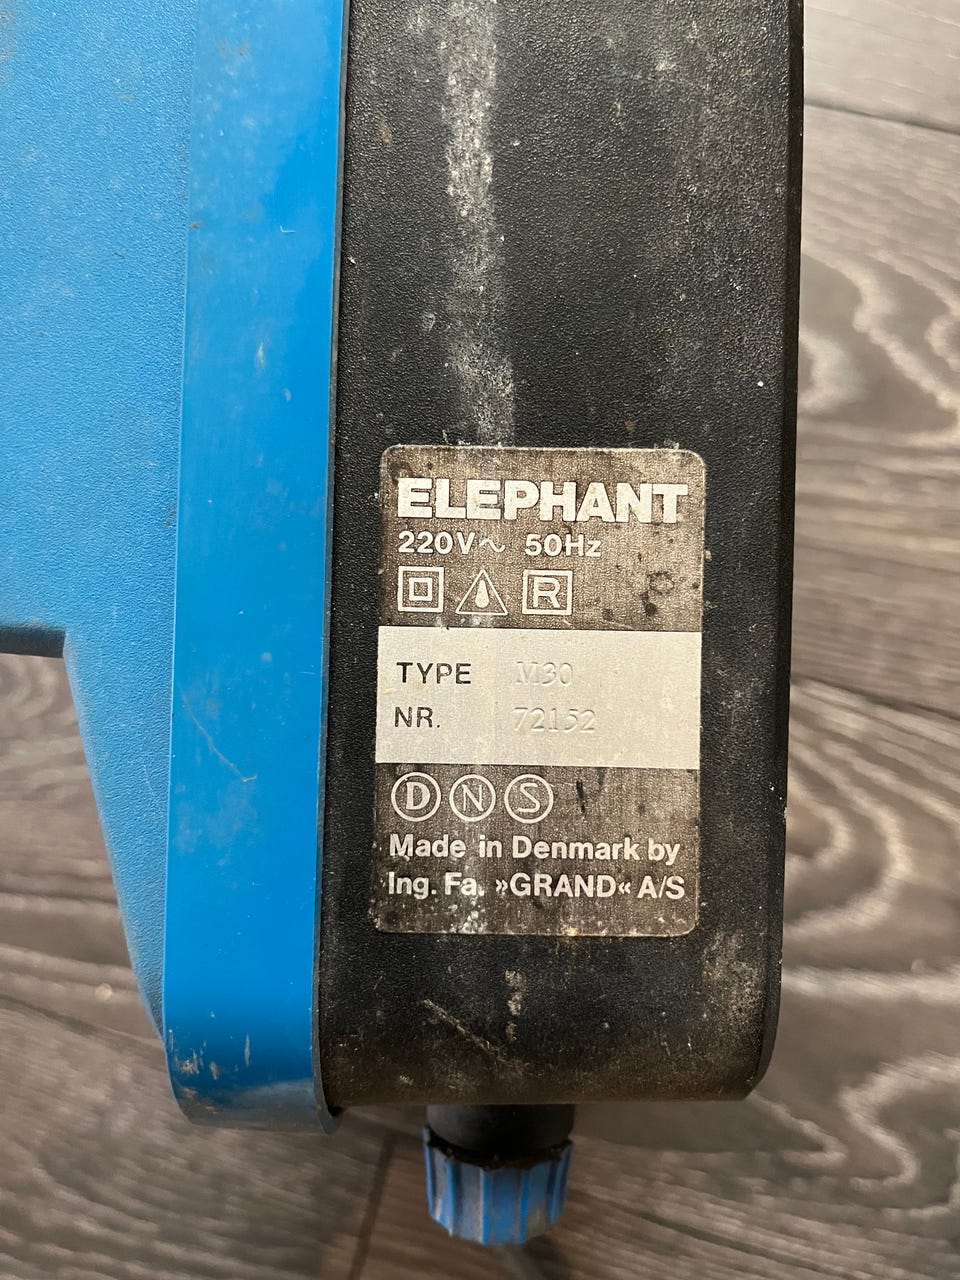 ELEPHANT
220V~ 50Hz
R
TYPE M30
NR. 72152
D N S
Made in Denmark by
Ing. Fa. »GRAND« A/S